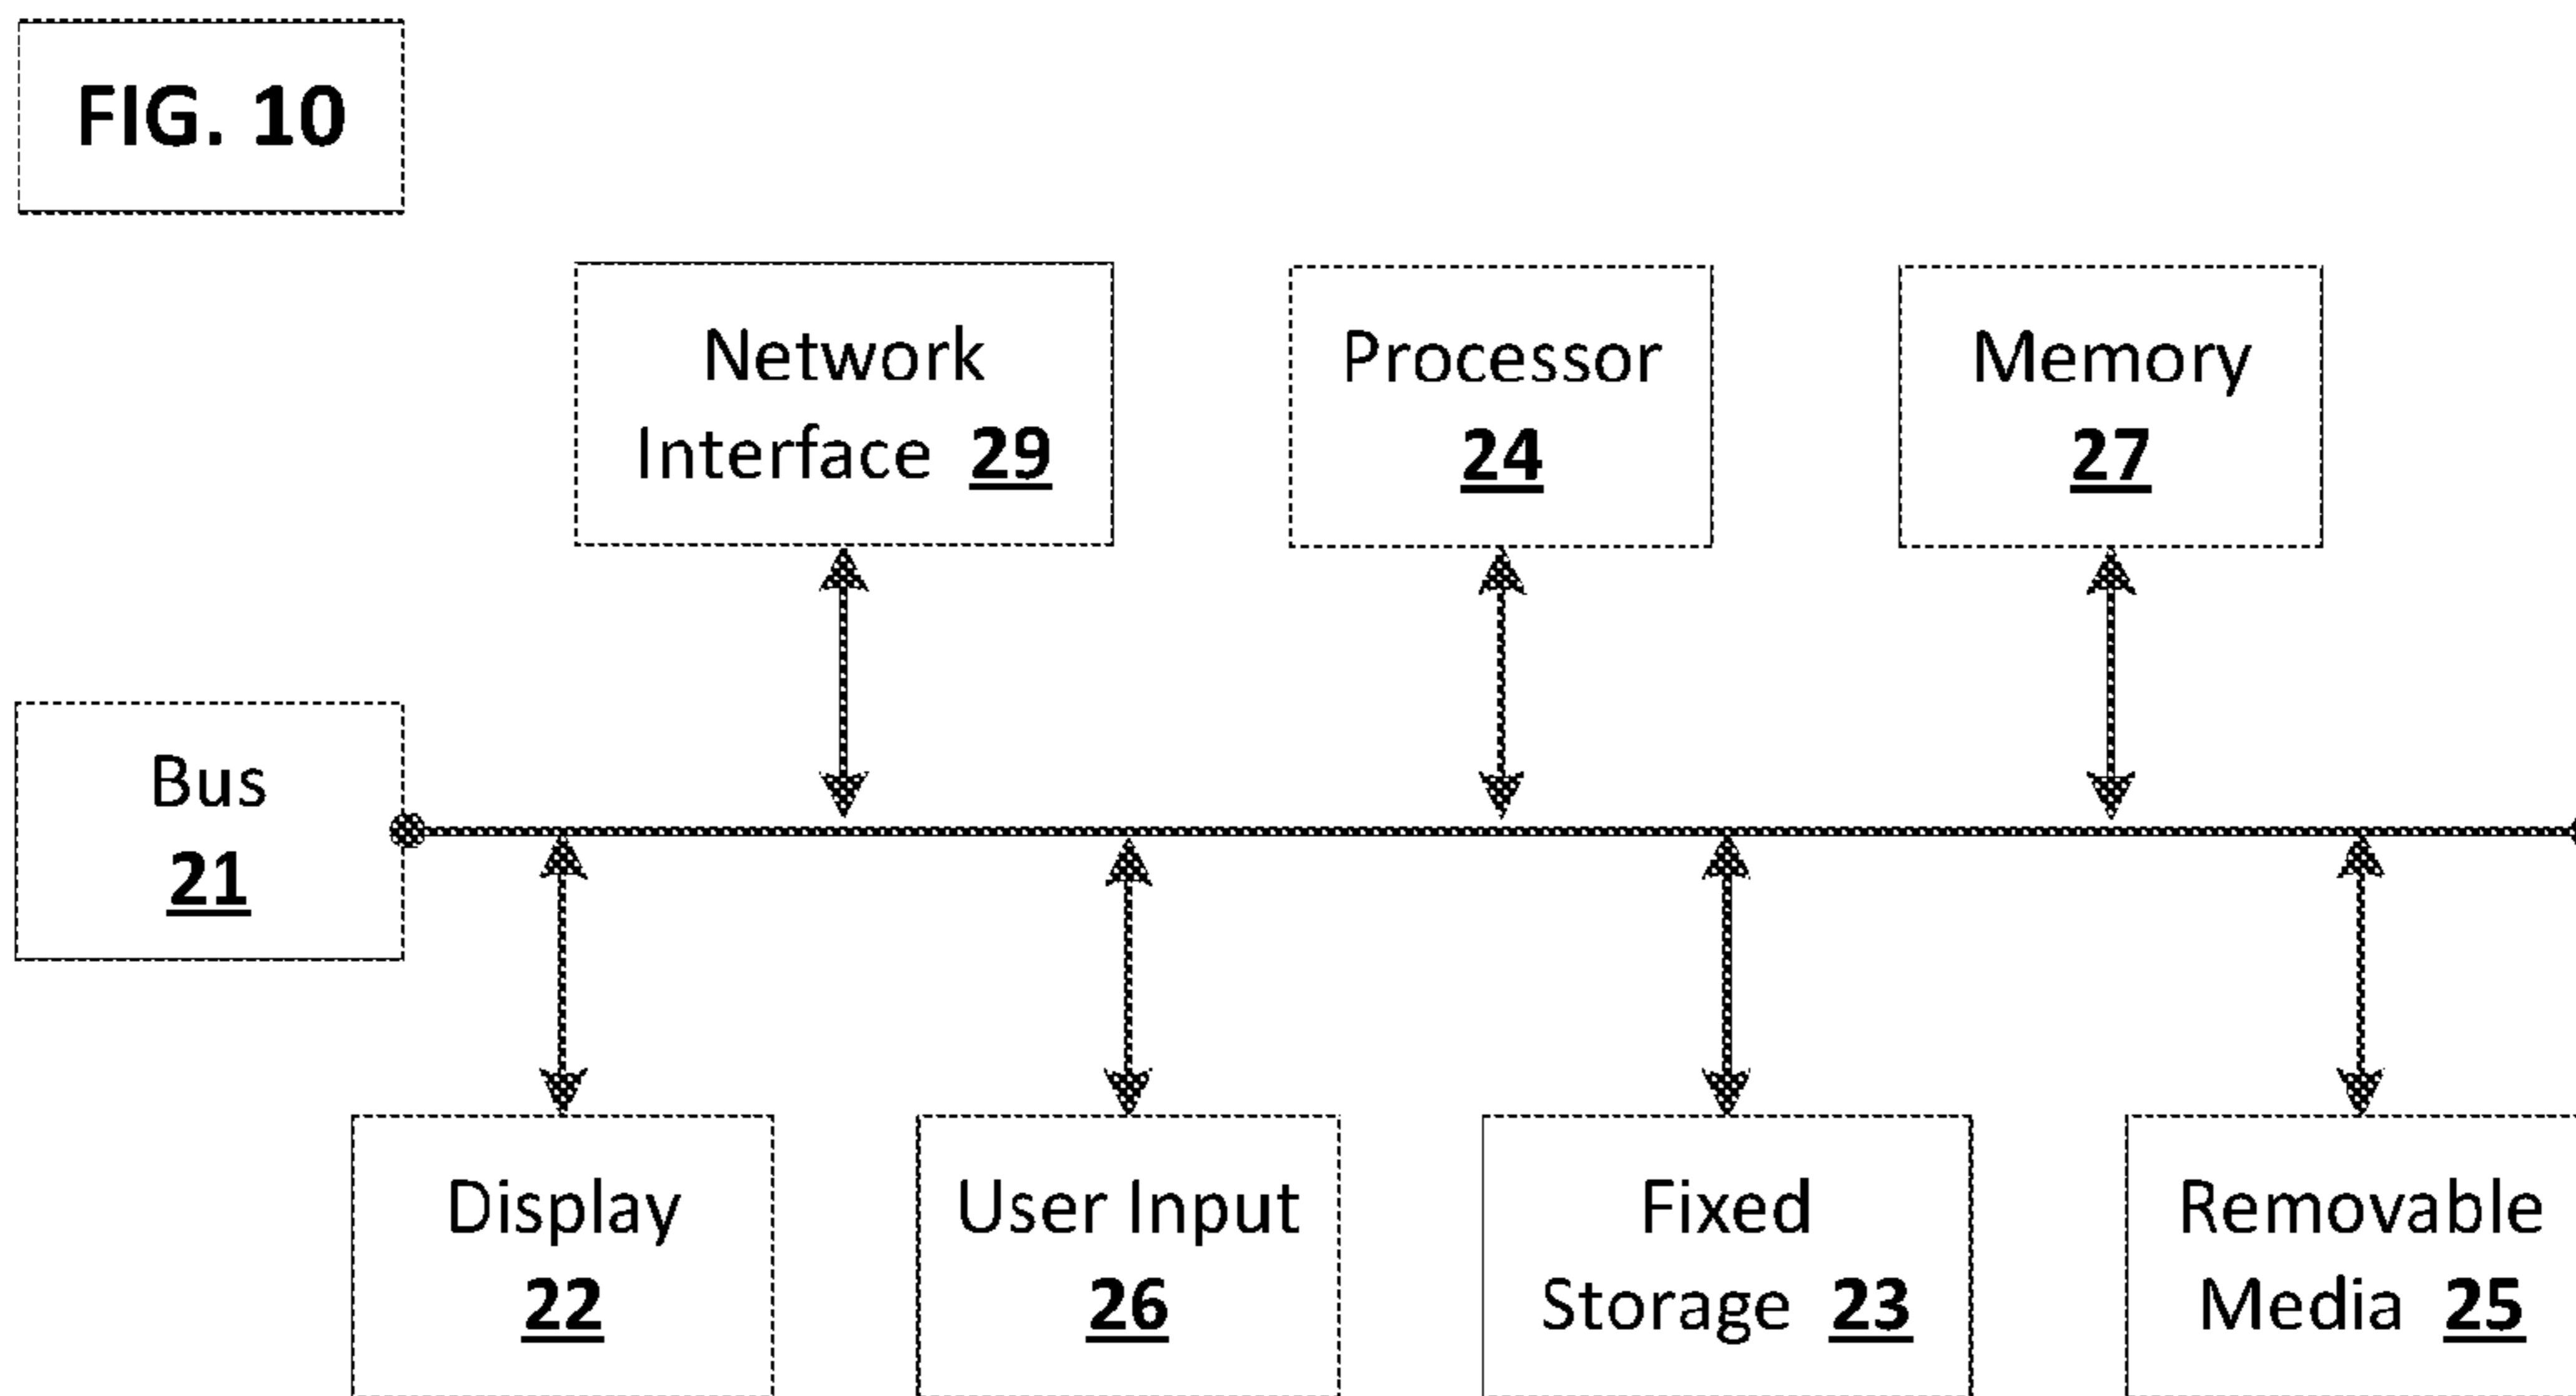 FIG. 10
Network
Interface 29
Processor
24
Memory
27
Bus
21
Display
22
User Input
26
Fixed
Storage 23
Removable
Media 25